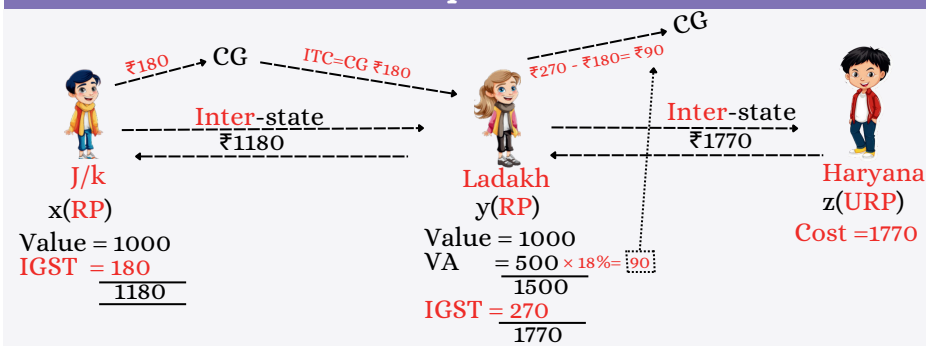 ₹180
CG
ITC=CG ₹180
₹270 - ₹180= ₹90
CG
Inter-state
₹1180
Inter-state
₹1770
J/k
x(RP)
Value = 1000
IGST = 180
1180
Ladakh
y(RP)
Value = 1000
VA = 500 × 18%= 90
1500
IGST = 270
1770
Haryana
z(URP)
Cost =1770